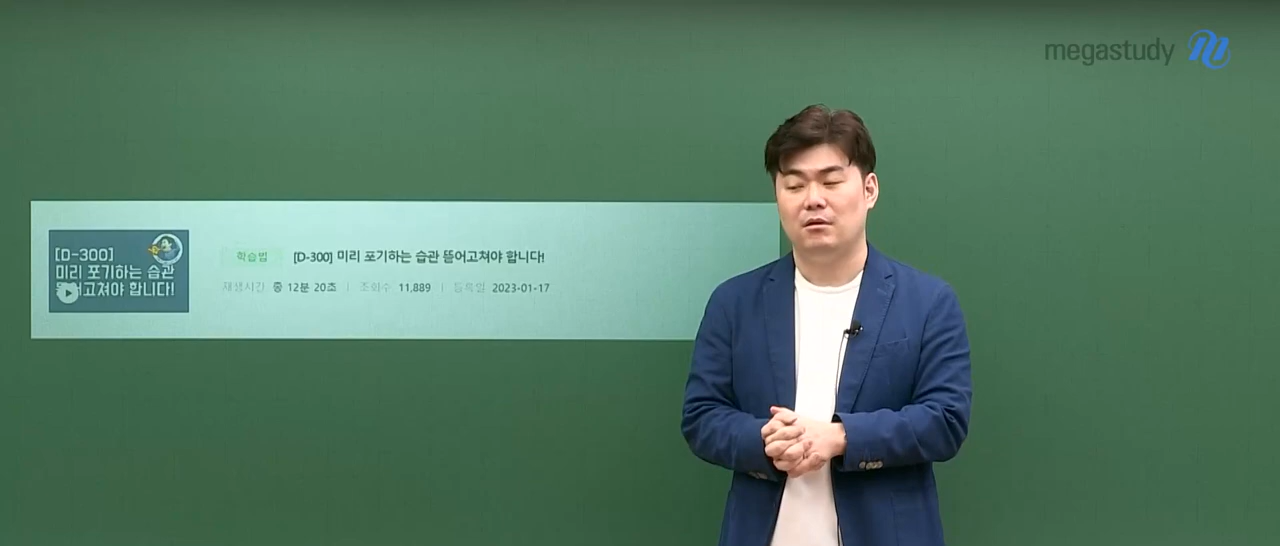 megastudy
[D-300]
미리 포기하는 습관
뜯어고쳐야 합니다!
학습법 [D-300] 미리 포기하는 습관 뜯어고쳐야 합니다!
재생시간 총 12분 20초 | 조회수 11,889 | 등록일 2023-01-17